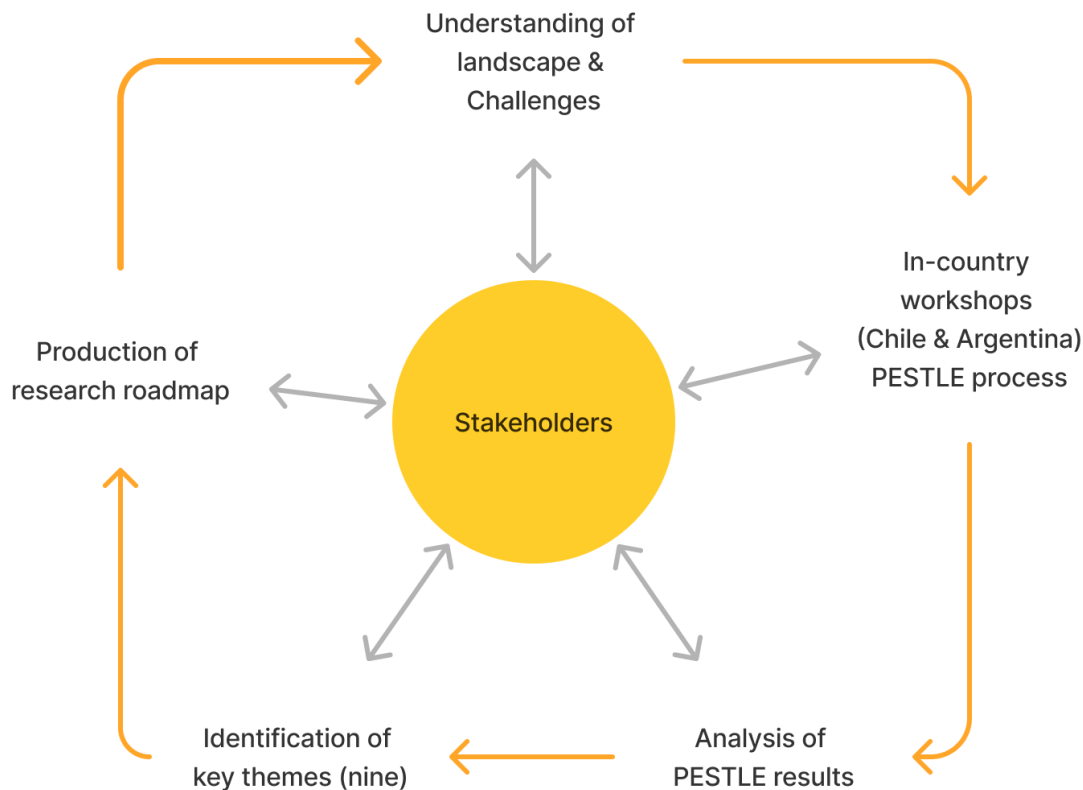 Understanding of
landscape &
Challenges
In-country
workshops
(Chile & Argentina)
PESTLE process
Production of
research roadmap
Stakeholders
Identification of
key themes (nine)
Analysis of
PESTLE results